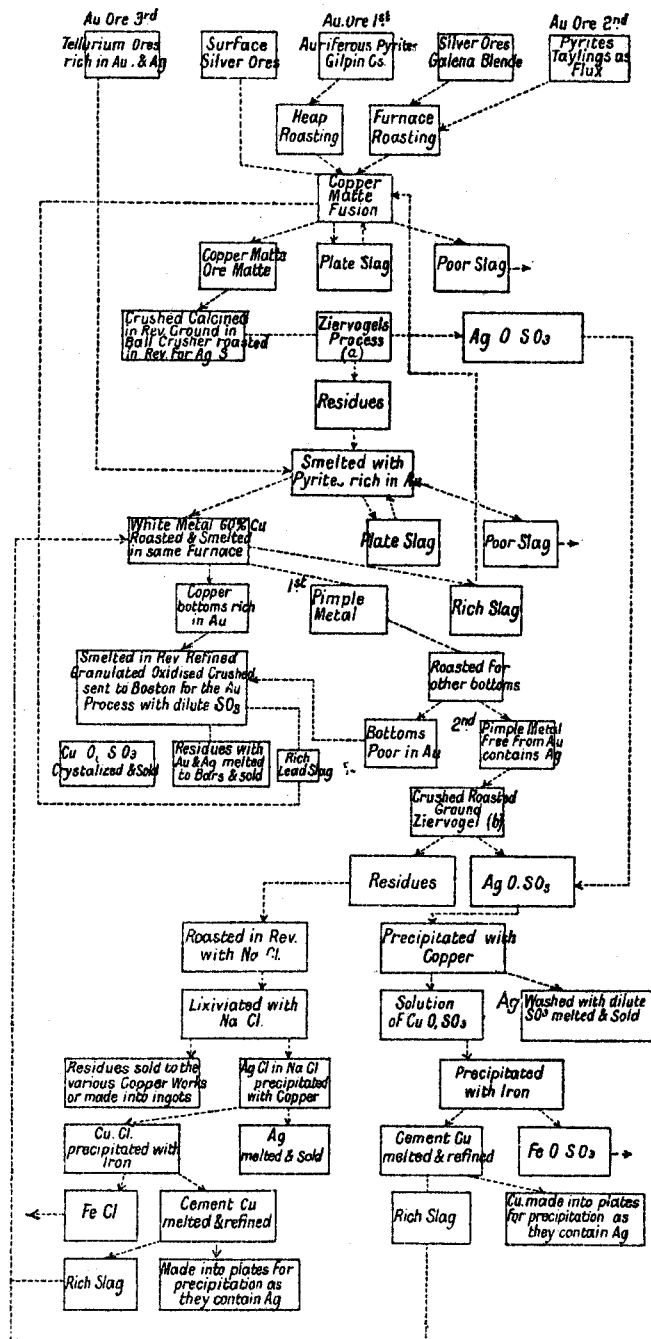 Au Ore 3rd
Au. Ore 1st
Au Ore 2nd
Tellurium Ores
rich in Au. & Ag
Surface
Silver Ores
Auriferous Pyrites
Gilpin Co.
Silver Ores
Galena Blende
Pyrites
Taylings as
Flux
Heap
Roasting
Furnace
Roasting
Copper
Matte
Fusion
Copper Matte
Ore Matte
Plate Slag
Poor Slag
Crushed Calcined
in Rev. Ground in
Ball Crusher roasted
in Rev. For Ag 3
Ziervogels
Process
(a)
Ag O SO3
Residues
Smelted with
Pyrite rich in Au
White Metal 60% Cu
Roasted & Smelted
in same Furnace
Plate Slag
Poor Slag
Copper
bottoms rich
in Au
1st
Pimple
Metal
Rich Slag
Smelted in Rev Refined
Granulated Oxidised Crushed
sent to Boston for the Au
Process with dilute SO3
Roasted for
other bottoms
Bottoms
Poor in Au
2nd
Pimple Metal
Free From Au
contains Ag
Cu O, SO3
Crystalized & Sold
Residues with
Au & Ag melted
to Bars & sold
Rich
Lead Slag
Crushed Roasted
Ground
Ziervogel (b)
Residues
Ag O. SO3
Roasted in Rev.
with Na Cl.
Precipitated with
Copper
Lixiviated with
Na Cl.
Solution
of Cu O, SO3
Ag
Washed with dilute
SO3 melted & Sold
Residues sold to the
various Copper Works
or made into ingots
Ag Cl in Na Cl
precipitated
with Copper
Precipitated
with Iron
Cu. Cl.
precipitated with
Iron
Ag
melted & Sold
Cement Cu
melted & refined
Fe O SO3
Fe Cl
Cement Cu
melted & refined
Rich Slag
Cu. made into plates
for precipitation as
they contain Ag
Rich Slag
Made into plates for
precipitation as
they contain Ag